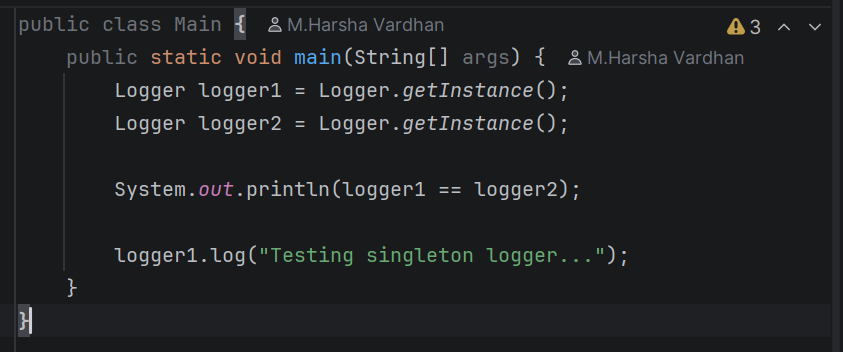 public class Main { M.Harsha Vardhan 3
public static void main(String[] args) { M.Harsha Vardhan
Logger logger1 = Logger.getInstance();
Logger logger2 = Logger.getInstance();
System.out.println(logger1 == logger2);
logger1.log("Testing singleton logger...");
}
}